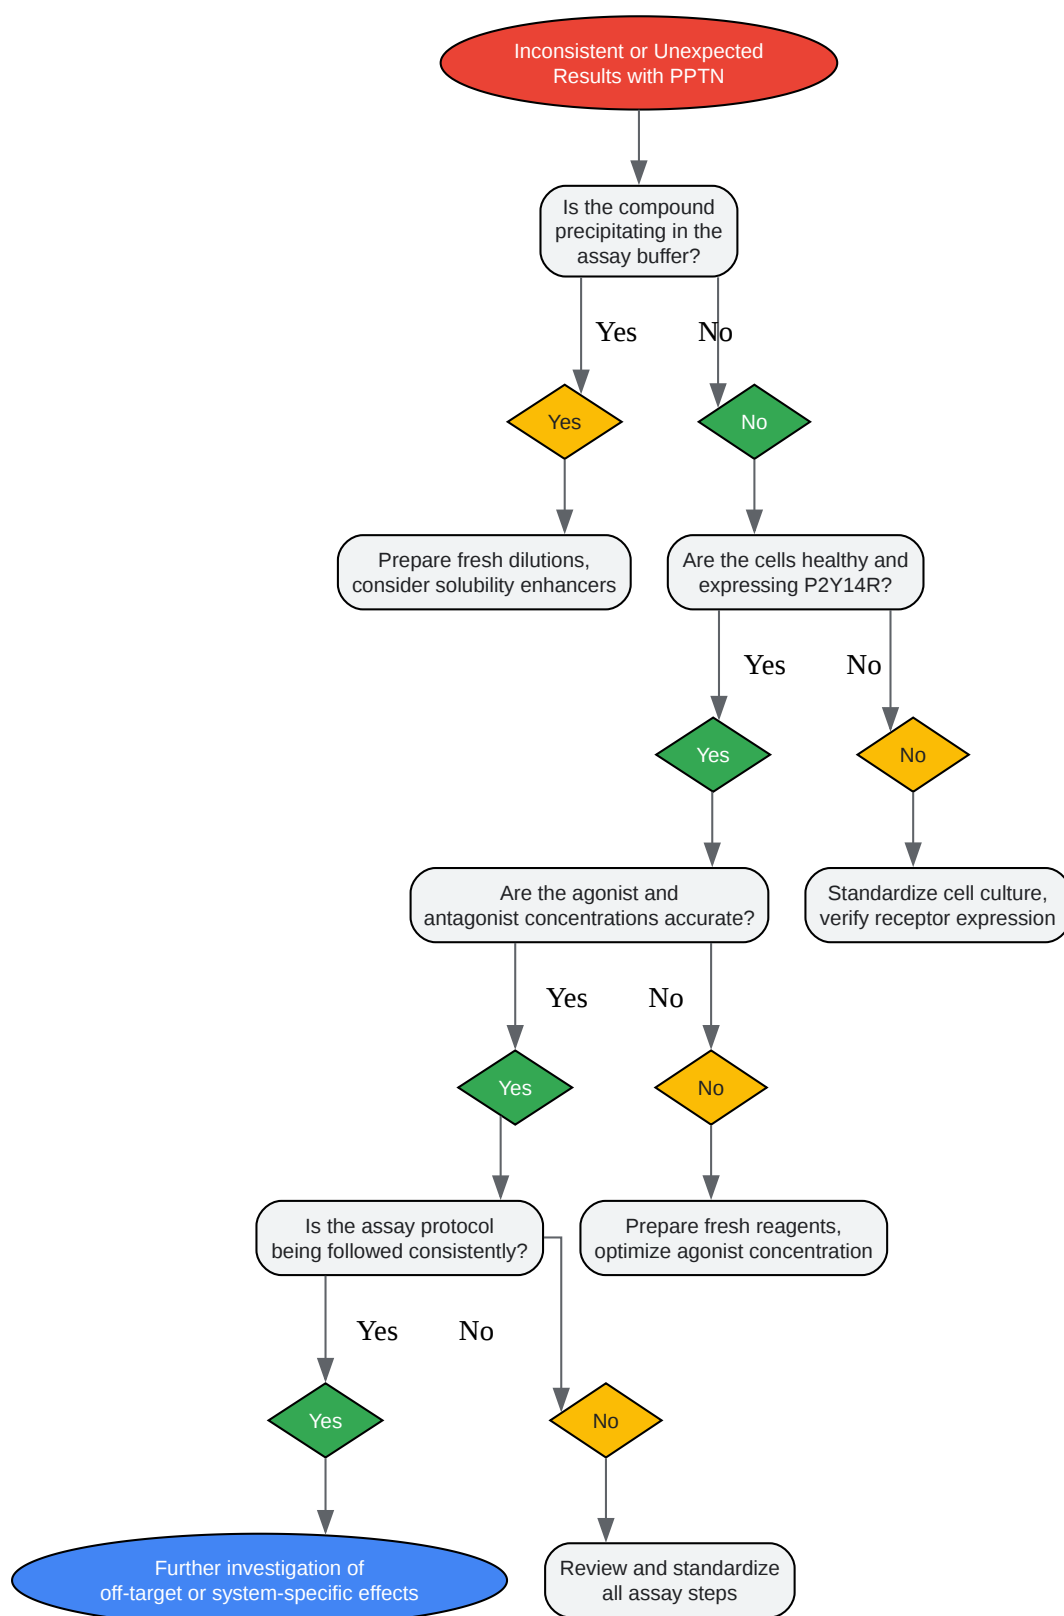 Inconsistent or Unexpected
Results with PPTN
Is the compound
precipitating in the
assay buffer?
Yes
No
Yes
No
Prepare fresh dilutions,
consider solubility enhancers
Are the cells healthy and
expressing P2Y14R?
Yes
No
Yes
No
Are the agonist and
antagonist concentrations accurate?
Standardize cell culture,
verify receptor expression
Yes
No
Yes
No
Is the assay protocol
being followed consistently?
Prepare fresh reagents,
optimize agonist concentration
Yes
No
Yes
No
Further investigation of
off-target or system-specific effects
Review and standardize
all assay steps